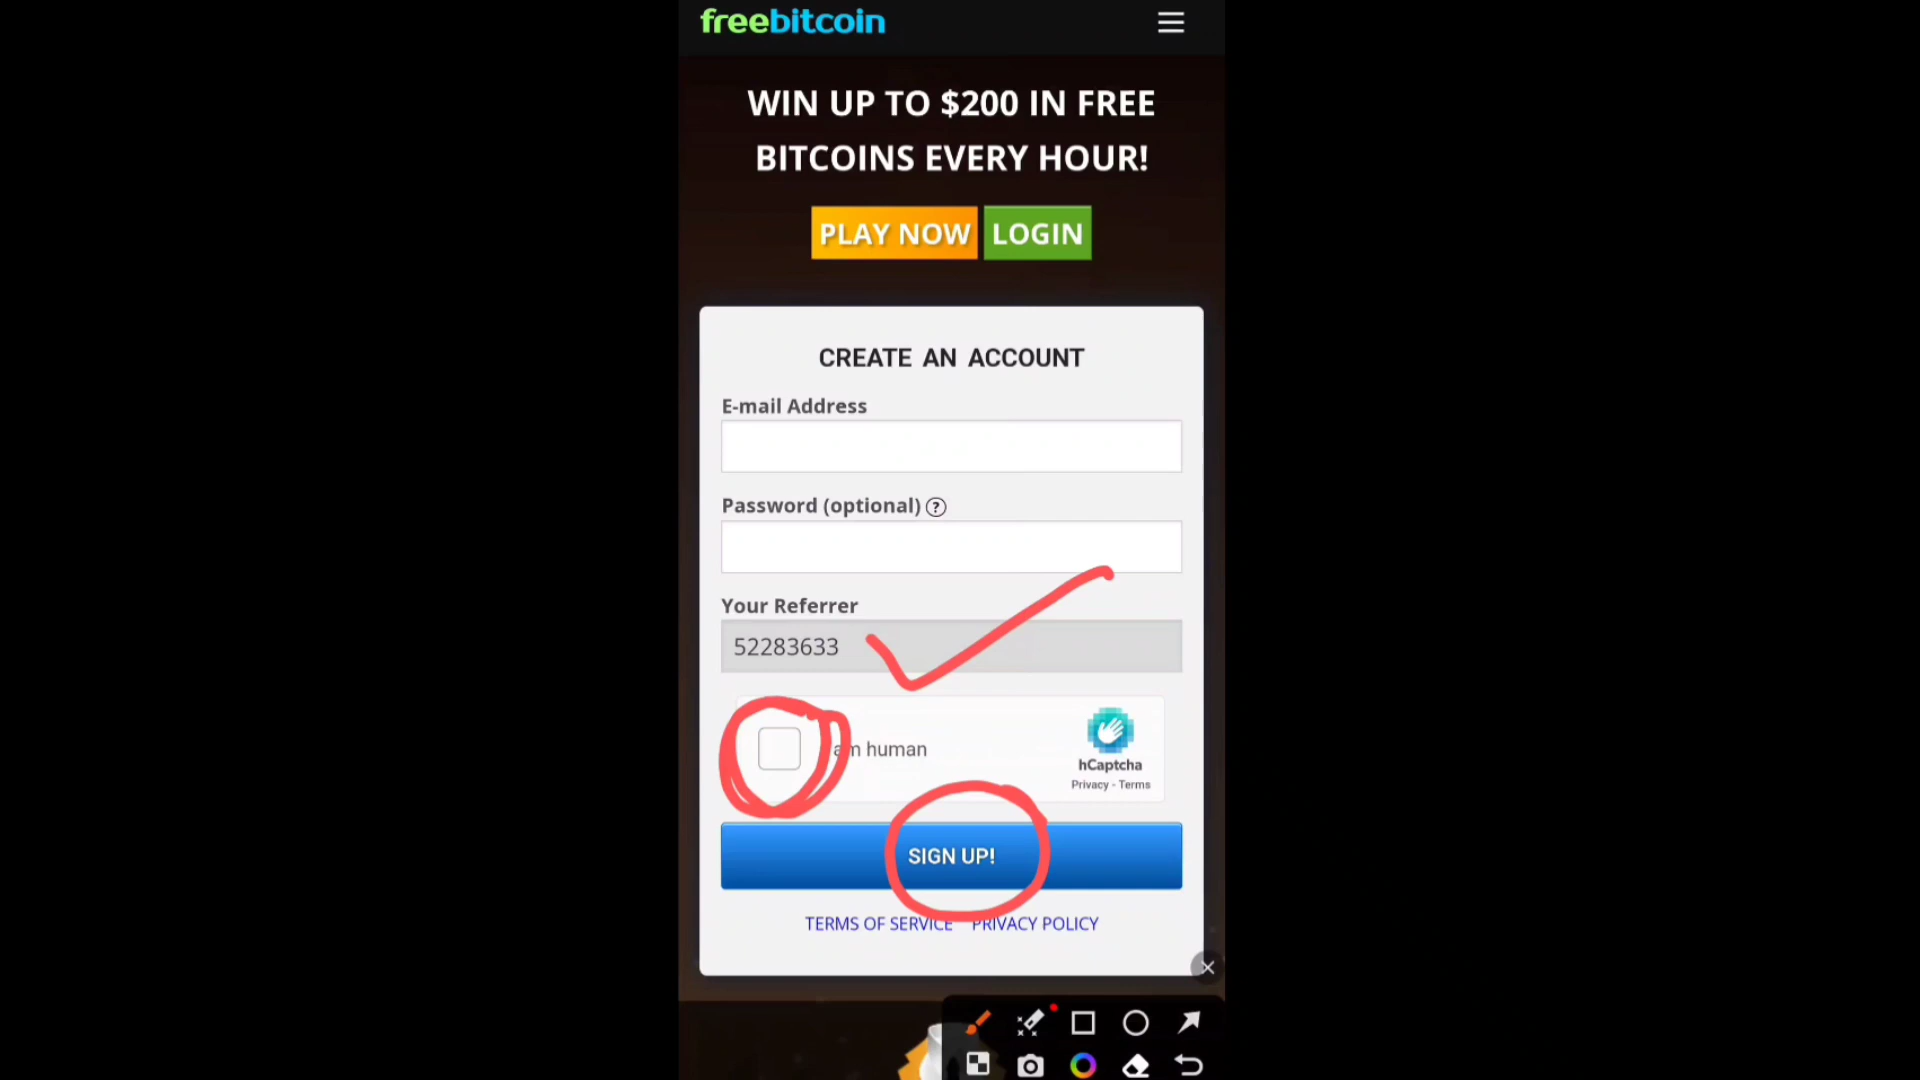 freebitcoin
WIN UP TO $200 IN FREE
BITCOINS EVERY HOUR!
PLAY NOW LOGIN
CREATE AN ACCOUNT
E-mail Address
Password (optional) ?
Your Referrer
52283633
am human
hCaptcha
Privacy - Terms
SIGN UP!
TERMS OF SERVICE PRIVACY POLICY